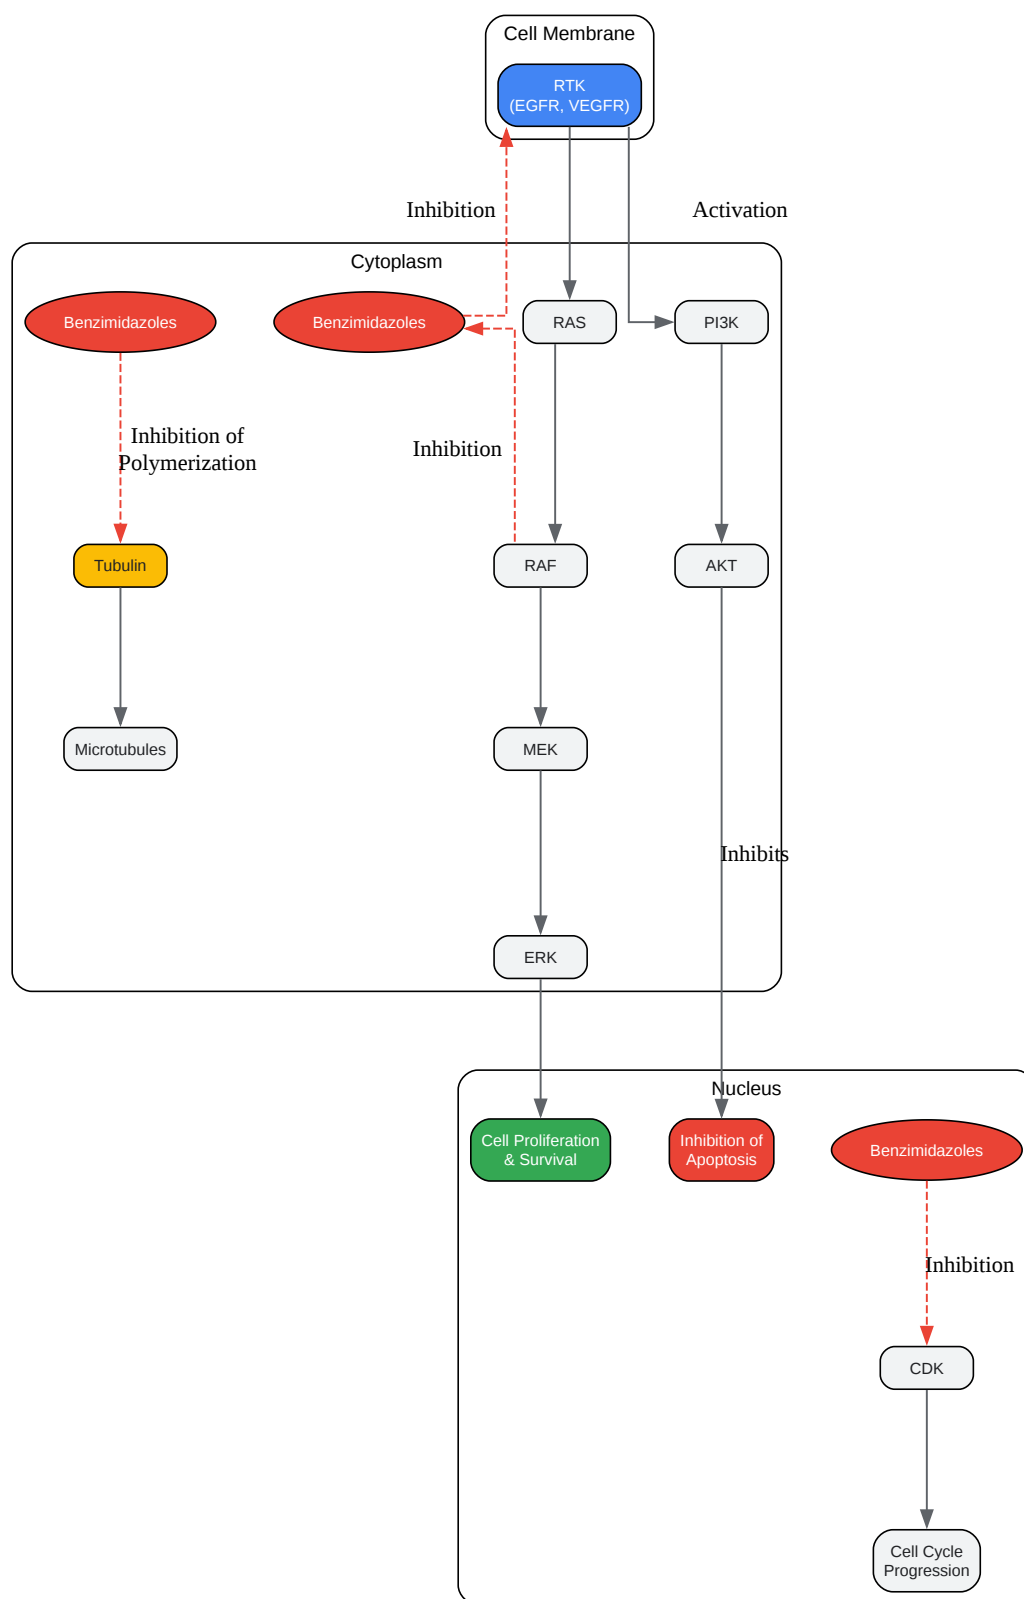 Cell Membrane
RTK
(EGFR, VEGFR)
Inhibition
Activation
Cytoplasm
Benzimidazoles
Benzimidazoles
RAS
PI3K
Inhibition of
Polymerization
Inhibition
Tubulin
RAF
AKT
Microtubules
MEK
Inhibits
ERK
Nucleus
Cell Proliferation
& Survival
Inhibition of
Apoptosis
Benzimidazoles
Inhibition
CDK
Cell Cycle
Progression